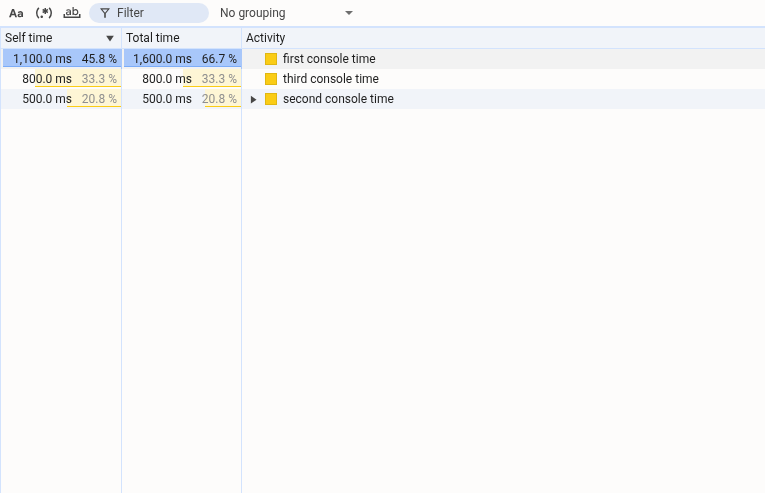 Aa (.*) ab Filter No grouping
Self time Total time Activity
1,100.0 ms 45.8 % 1,600.0 ms 66.7 % first console time
800.0 ms 33.3 % 800.0 ms 33.3 % third console time
500.0 ms 20.8 % 500.0 ms 20.8 % second console time